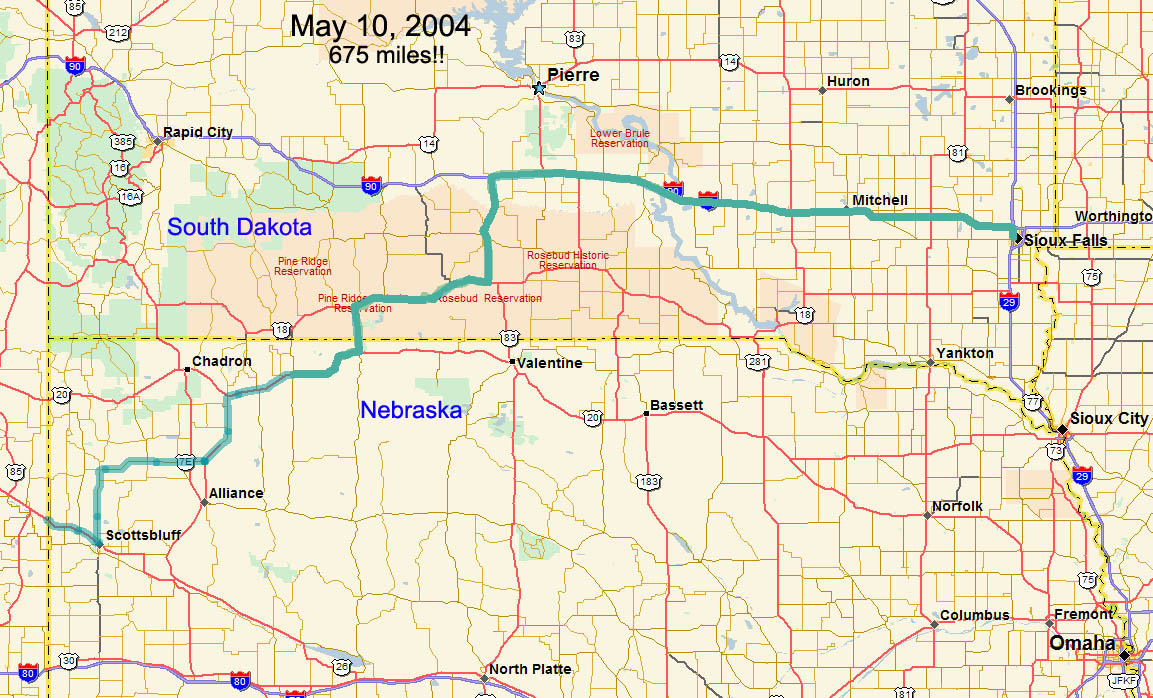 85
May 10, 2004
675 miles!!
212
83
81
90
14
Pierre
Huron
Brookings
Rapid City
385
14
Lower Brule
Reservation
81
16
16A
90
90
Mitchell
Worthingto
South Dakota
Sioux Falls
Pine Ridge
Reservation
Rosebud Historic
Reservation
75
Pine Ridge
Reservation
Rosebud Reservation
29
18
18
83
Chadron
Valentine
281
Yankton
20
Nebraska
Bassett
77
20
Sioux City
73
85
7E
29
183
Alliance
Norfolk
Scottsbluff
75
Columbus
Fremont
Omaha
30
26
80
80
North Platte
JFKF
81